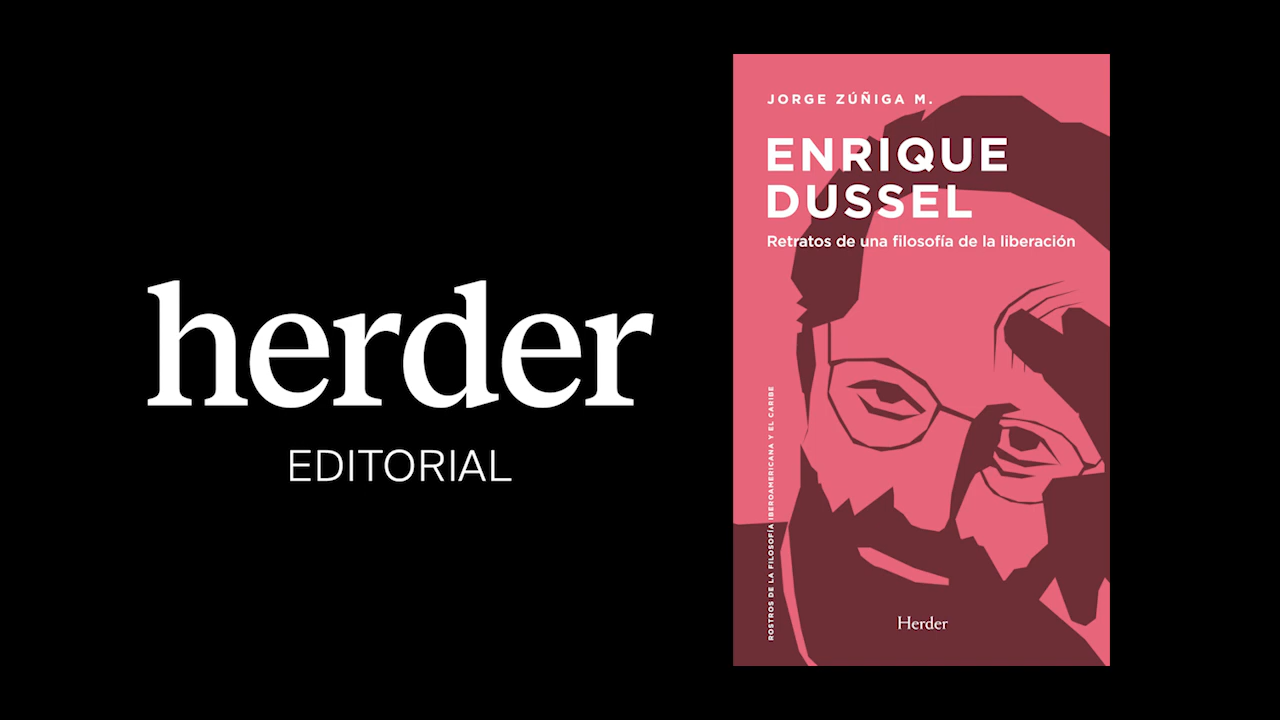 herder
EDITORIAL
JORGE ZÚÑIGA M.
ENRIQUE
DUSSEL
Retratos de una filosofía de la liberación
ROSTROS DE LA FILOSOFÍA IBEROAMERICANA Y EL CARIBE
Herder